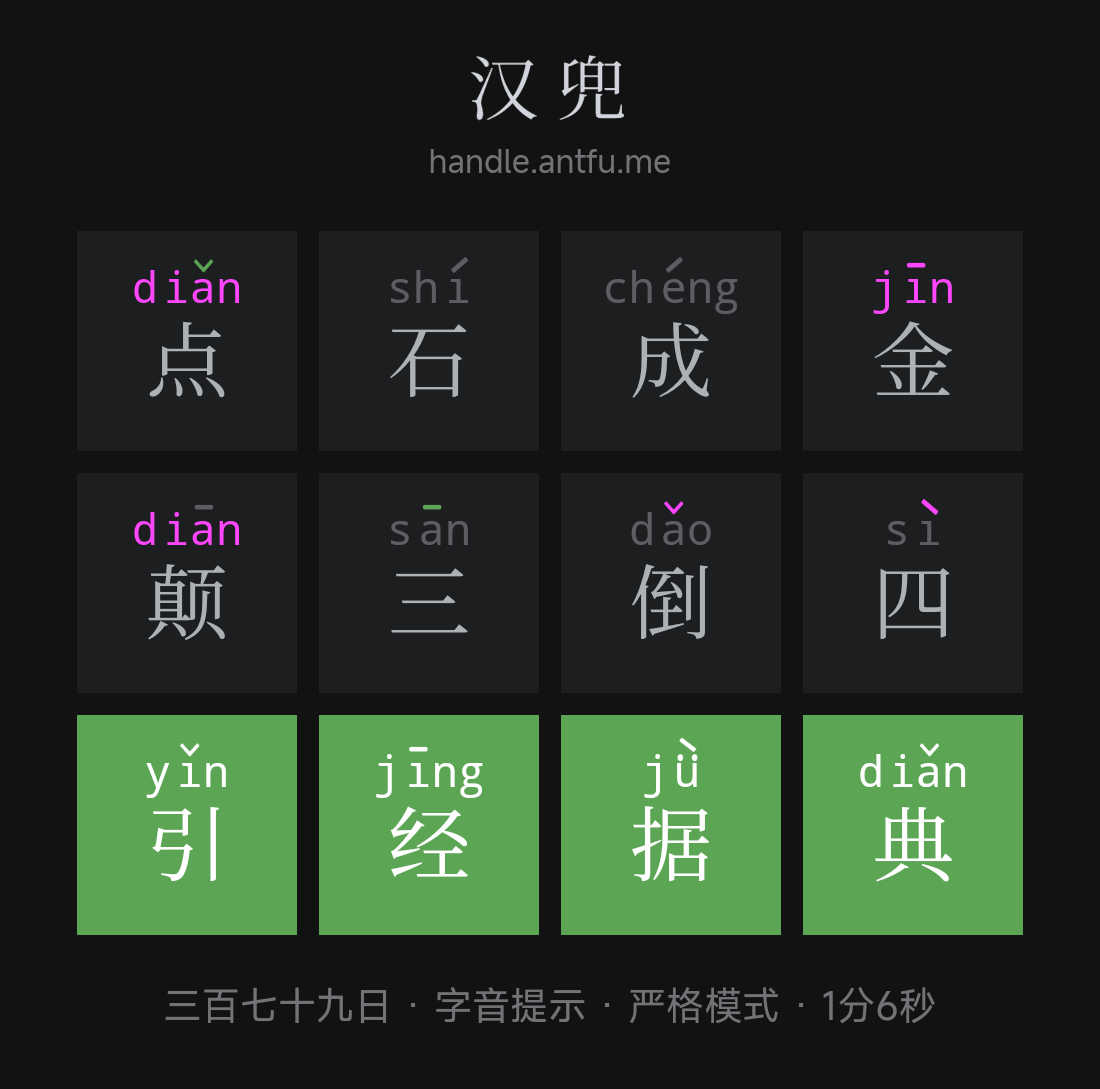 汉兜
handle.antfu.me
diǎn shí chéng jīn
点 石 成 金
diān sān dǎo sì
颠 三 倒 四
yǐn jīng jǜ diǎn
引 经 据 典
三百七十九日 · 字音提示 · 严格模式 · 1分6秒